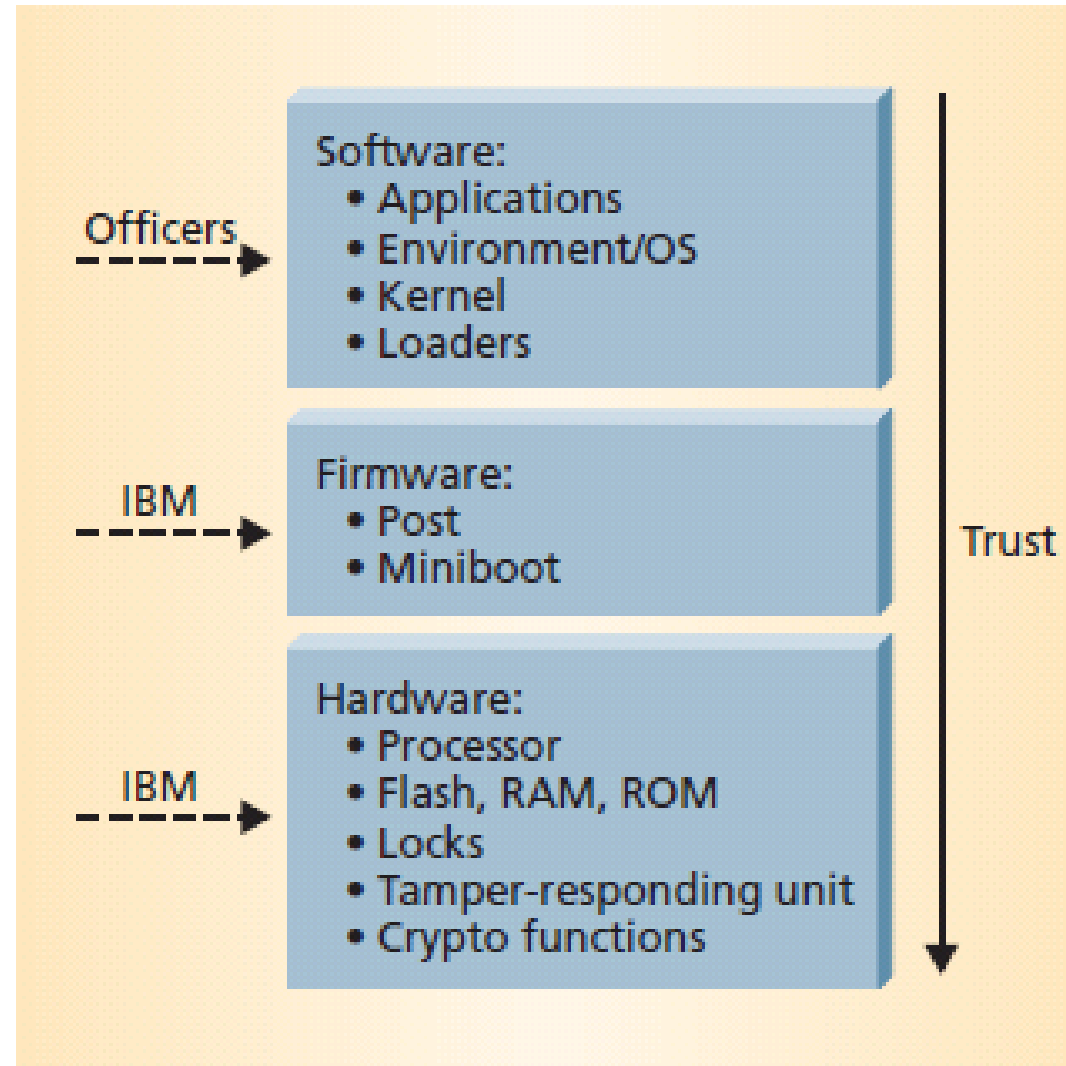 Officers
Software:
• Applications
• Environment/OS
• Kernel
• Loaders
IBM
Firmware:
• Post
• Miniboot
Trust
IBM
Hardware:
• Processor
• Flash, RAM, ROM
• Locks
• Tamper-responding unit
• Crypto functions